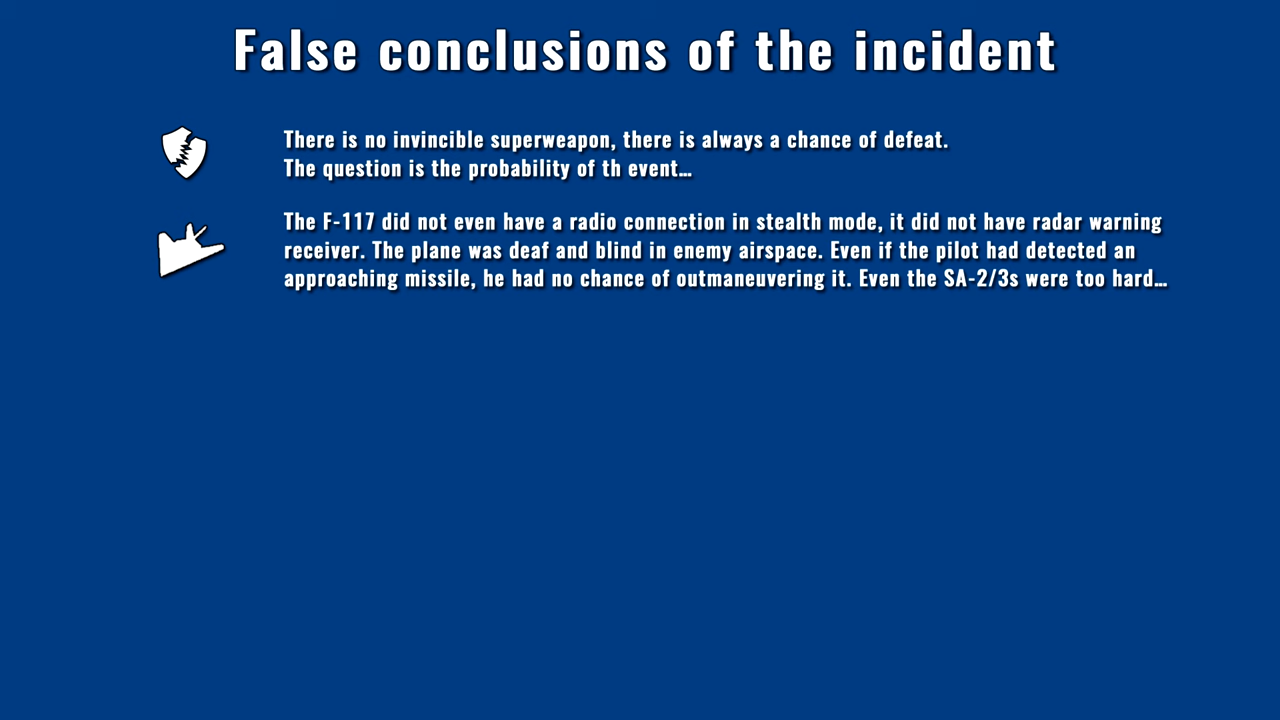 False conclusions of the incident
There is no invincible superweapon, there is always a chance of defeat.
The question is the probability of th event...
The F-117 did not even have a radio connection in stealth mode, it did not have radar warning
receiver. The plane was deaf and blind in enemy airspace. Even if the pilot had detected an
approaching missile, he had no chance of outmaneuvering it. Even the SA-2/3s were too hard...